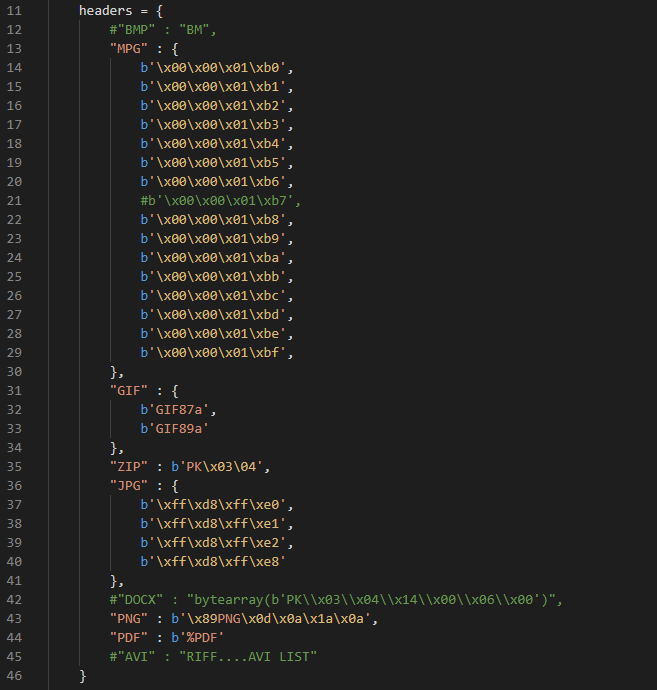 11 headers = {
12 #"BMP" : "BM",
13 "MPG" : {
14 b'\x00\x00\x01\xb0',
15 b'\x00\x00\x01\xb1',
16 b'\x00\x00\x01\xb2',
17 b'\x00\x00\x01\xb3',
18 b'\x00\x00\x01\xb4',
19 b'\x00\x00\x01\xb5',
20 b'\x00\x00\x01\xb6',
21 #b'\x00\x00\x01\xb7',
22 b'\x00\x00\x01\xb8',
23 b'\x00\x00\x01\xb9',
24 b'\x00\x00\x01\xba',
25 b'\x00\x00\x01\xbb',
26 b'\x00\x00\x01\xbc',
27 b'\x00\x00\x01\xbd',
28 b'\x00\x00\x01\xbe',
29 b'\x00\x00\x01\xbf',
30 },
31 "GIF" : {
32 b'GIF87a',
33 b'GIF89a'
34 },
35 "ZIP" : b'PK\x03\04',
36 "JPG" : {
37 b'\xff\xd8\xff\xe0',
38 b'\xff\xd8\xff\xe1',
39 b'\xff\xd8\xff\xe2',
40 b'\xff\xd8\xff\xe8'
41 },
42 #"DOCX" : "bytearray(b'PK\\x03\\x04\\x14\\x00\\x06\\x00')",
43 "PNG" : b'\x89PNG\x0d\x0a\x1a\x0a',
44 "PDF" : b'%PDF'
45 #"AVI" : "RIFF....AVI LIST"
46 }